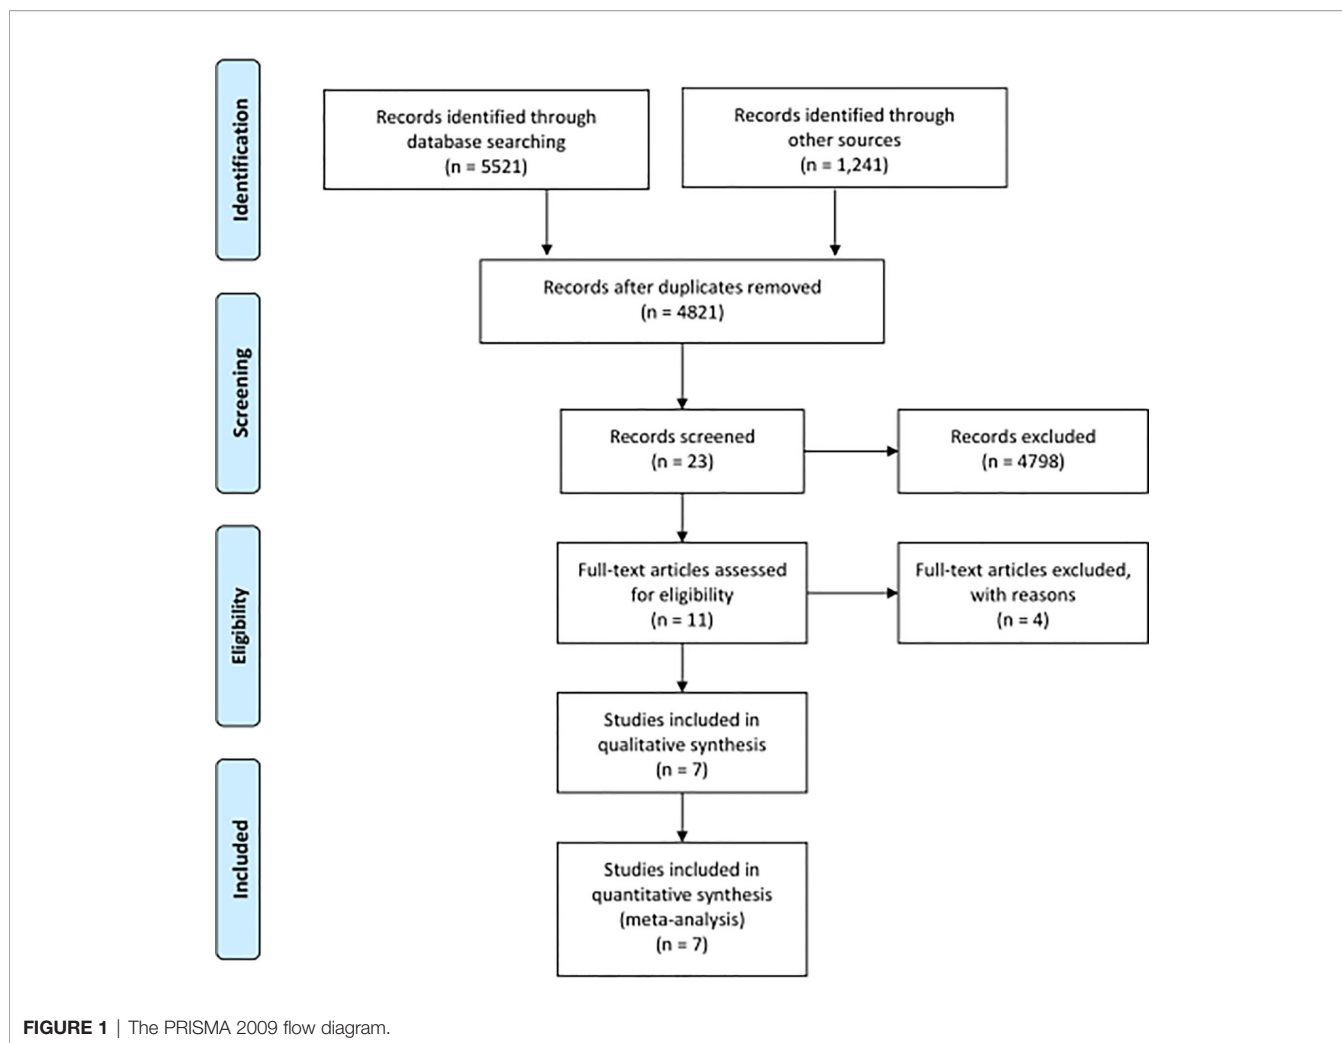 Identification
Records identified through
database searching
(n = 5521)
Records identified through
other sources
(n = 1,241)
Records after duplicates removed
(n = 4821)
Screening
Records screened
(n = 23)
Records excluded
(n = 4798)
Eligibility
Full-text articles assessed
for eligibility
(n = 11)
Full-text articles excluded,
with reasons
(n = 4)
Studies included in
qualitative synthesis
(n = 7)
Included
Studies included in
quantitative synthesis
(meta-analysis)
(n = 7)
FIGURE 1 | The PRISMA 2009 flow diagram.